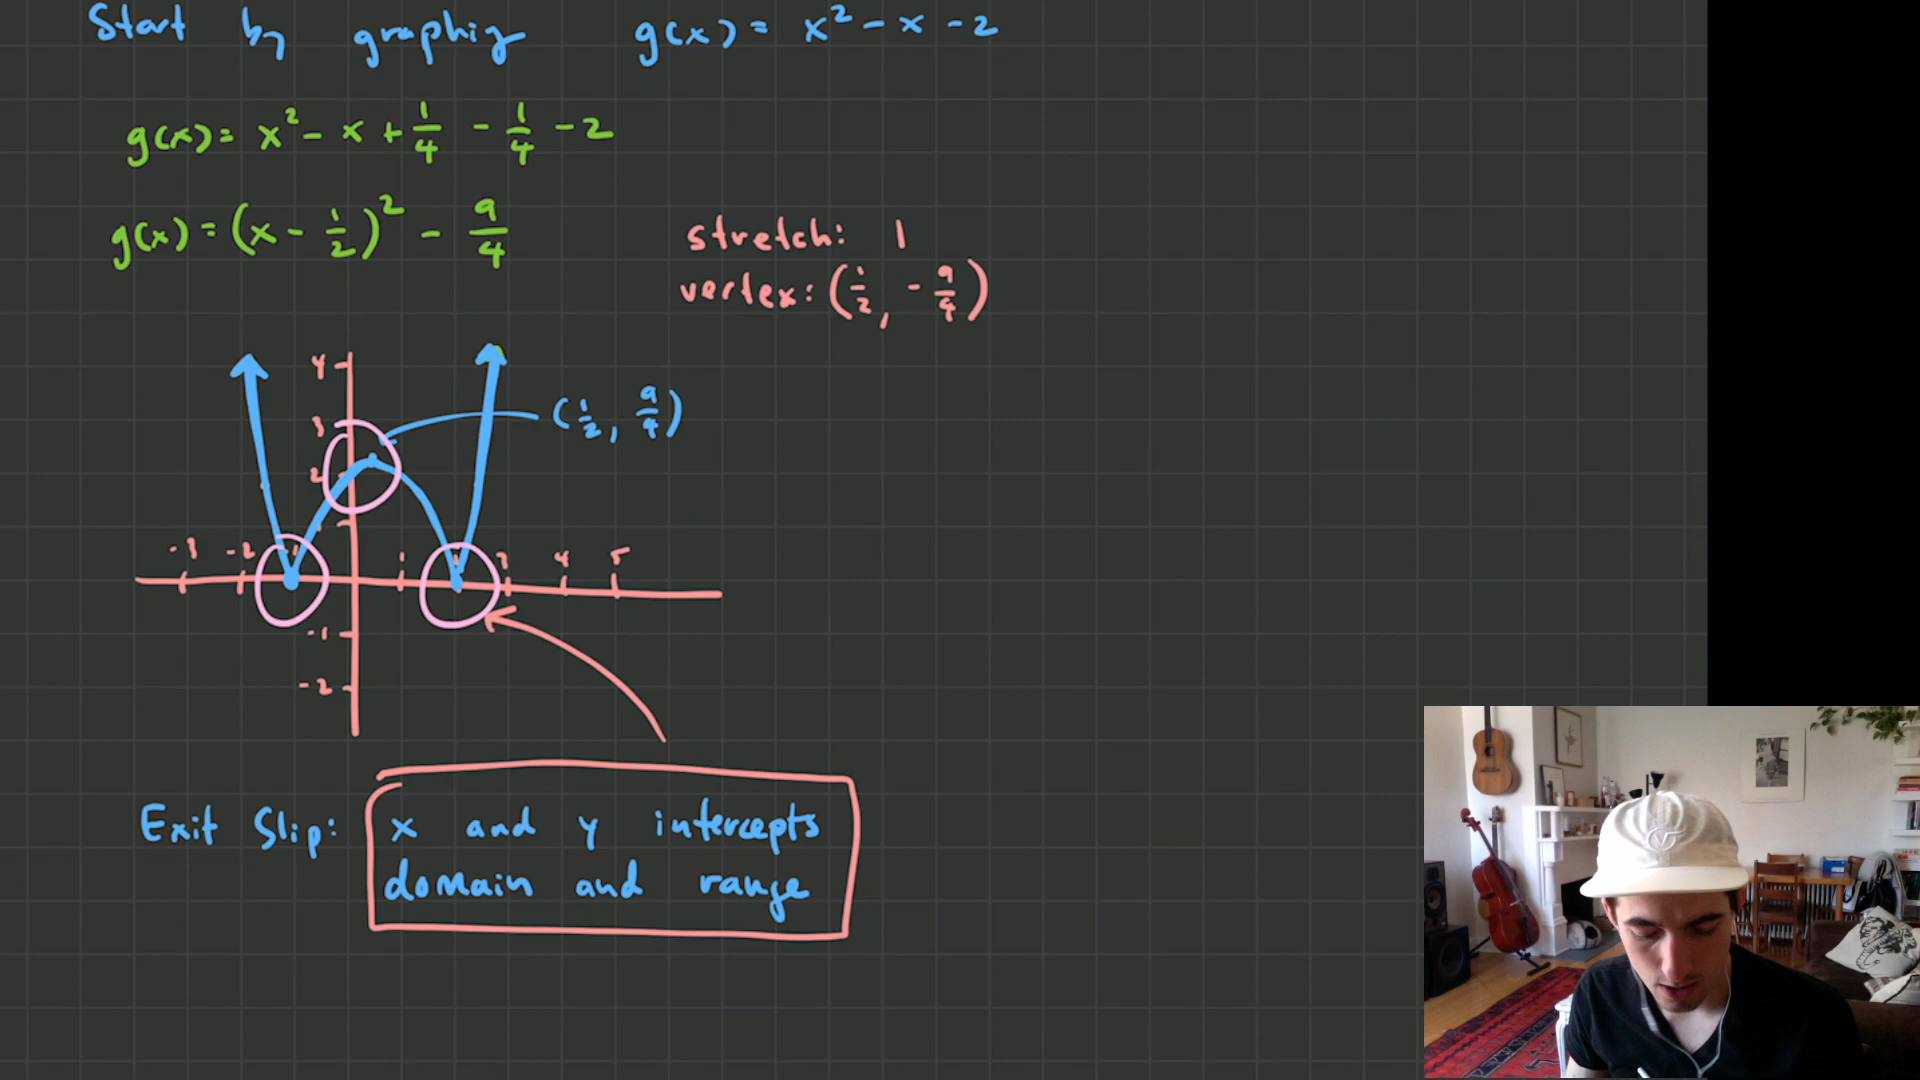 Start by graphing g(x) = x² - x - 2
g(x) = x² - x + 1/4 - 1/4 - 2
g(x) = (x - 1/2)² - 9/4
stretch: 1
vertex: (1/2, -9/4)
4
3
2
(1/2, 9/4)
-3 -2 -1 1 3 4 5
-1
-2
Exit Slip: x and y intercepts
domain and range